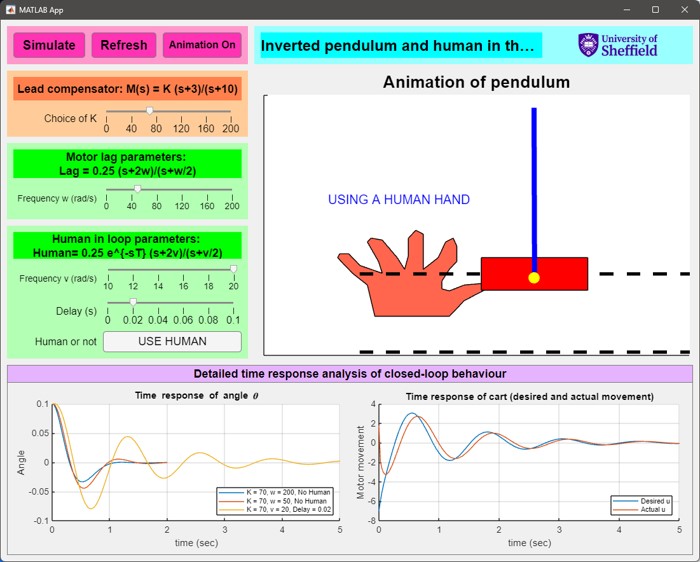 MATLAB App
Simulate
Refresh
Animation On
Inverted pendulum and human in th...
University of
Sheffield
Lead compensator: M(s) = K (s+3)/(s+10)
Choice of K
0 40 80 120 160 200
Motor lag parameters:
Lag = 0.25 (s+2w)/(s+w/2)
Frequency w (rad/s)
0 40 80 120 160 200
Human in loop parameters:
Human= 0.25 e^{-sT} (s+2v)/(s+v/2)
Frequency v (rad/s)
10 12 14 16 18 20
Delay (s)
0 0.02 0.04 0.06 0.08 0.1
Human or not
USE HUMAN
Animation of pendulum
USING A HUMAN HAND
Detailed time response analysis of closed-loop behaviour
Time response of angle θ
Angle
0.1
0.05
0
-0.05
-0.1
0 1 2 3 4 5
time (sec)
K = 70, w = 200, No Human
K = 70, w = 50, No Human
K = 70, v = 20, Delay = 0.02
Time response of cart (desired and actual movement)
Motor movement
4
2
0
-2
-4
-6
-8
0 1 2 3 4 5
time (sec)
Desired u
Actual u